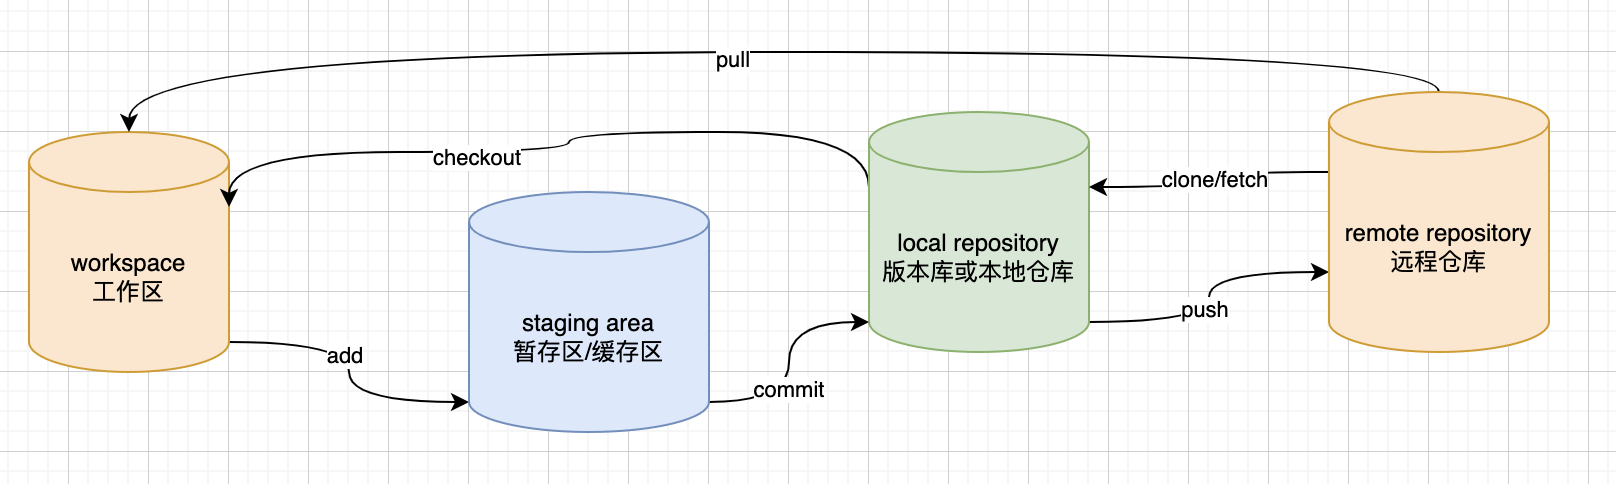 pull
checkout
clone/fetch
workspace
工作区
staging area
暂存区/缓存区
local repository
版本库或本地仓库
remote repository
远程仓库
add
commit
push